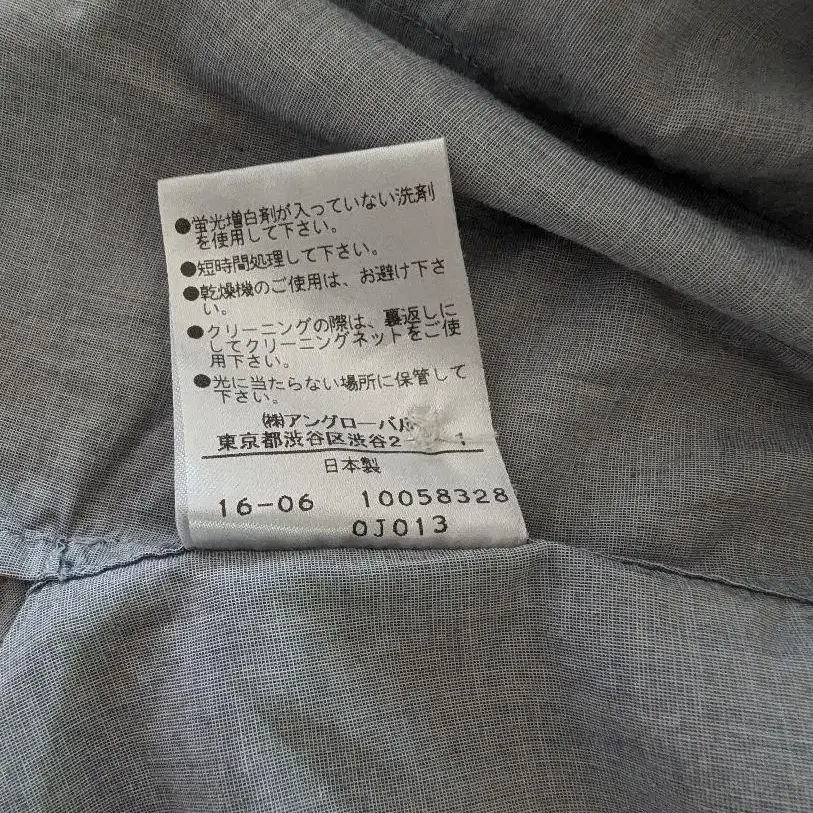 ●蛍光増白剤が入っていない洗剤
を使用して下さい。
●短時間処理して下さい。
●乾燥機のご使用は、お避け下さ
い。
●クリーニングの際は、裏返しに
してクリーニングネットをご使
用下さい。
●光に当たらない場所に保管して
下さい。
(株)アングローバル
東京都渋谷区渋谷2-
日本製
16-06 10058328
0J013